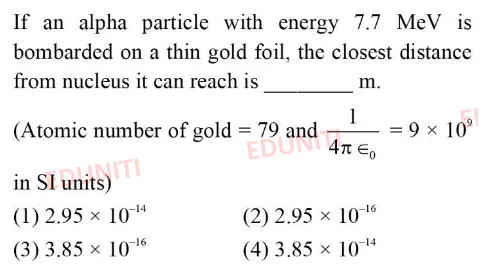 If an alpha particle with energy 7.7 MeV is
bombarded on a thin gold foil, the closest distance
from nucleus it can reach is ________ m.
(Atomic number of gold = 79 and 1/(4π ∈₀) = 9 × 10⁹
in SI units)
(1) 2.95 × 10⁻¹⁴ (2) 2.95 × 10⁻¹⁶
(3) 3.85 × 10⁻¹⁶ (4) 3.85 × 10⁻¹⁴
EDUNITI
EDUNITI
E